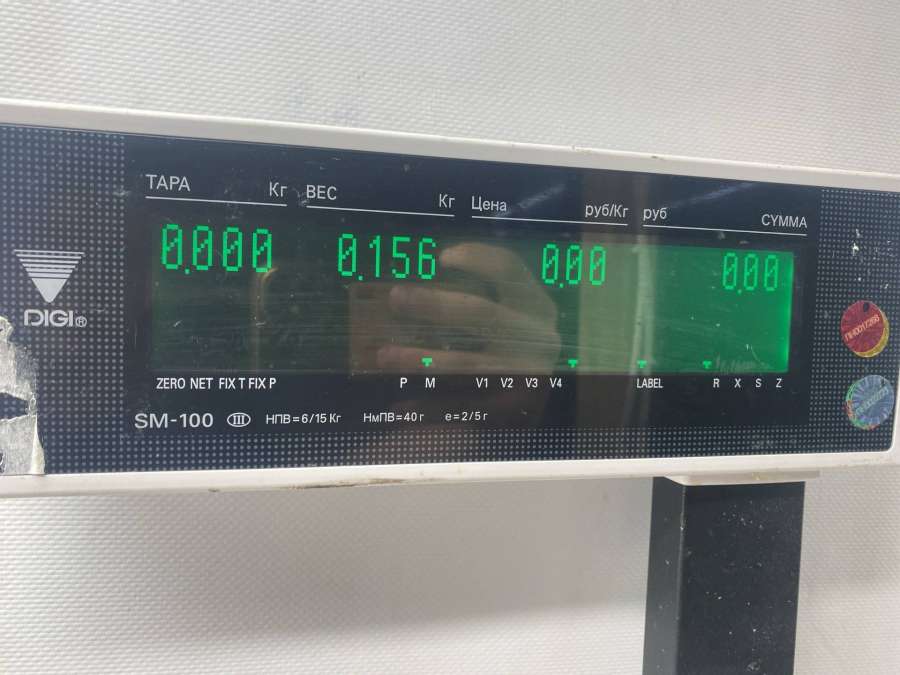 ТАРА Кг ВЕС Кг Цена руб/Кг руб СУММА
0.000 0.156 0.00 0.00
DIGI®
ZERO NET FIX T FIX P P M V1 V2 V3 V4 LABEL R X S Z
SM-100 III НПВ=6/15 Кг НмПВ=40 г е=2/5 г